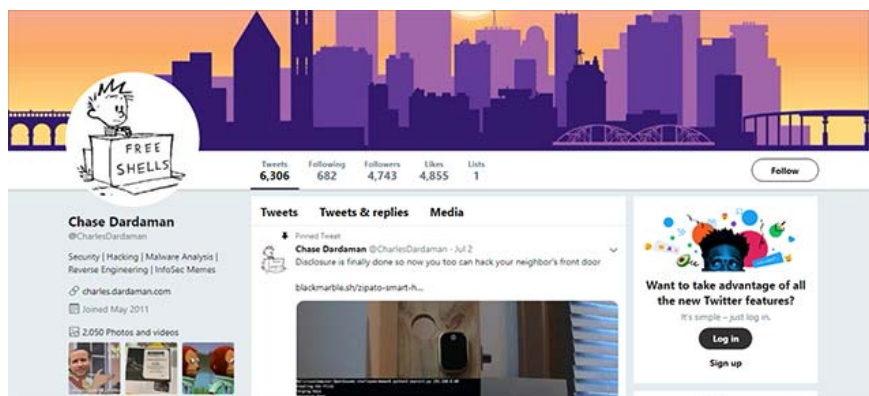 FREE
SHELLS
Tweets Following Followers Likes Lists
6,306 682 4,743 4,855 1
Follow
Chase Dardaman
@CharlesDardaman
Security | Hacking | Malware Analysis |
Reverse Engineering | InfoSec Memes
charles.dardaman.com
Joined May 2011
2,050 Photos and videos
Tweets Tweets & replies Media
Pinned Tweet
Chase Dardaman @CharlesDardaman - Jul 2
Disclosure is finally done so now you too can hack your neighbor's front door
blackmarble.sh/zipato-smart-h...
Want to take advantage of all
the new Twitter features?
It's simple – just log in.
Log in
Sign up